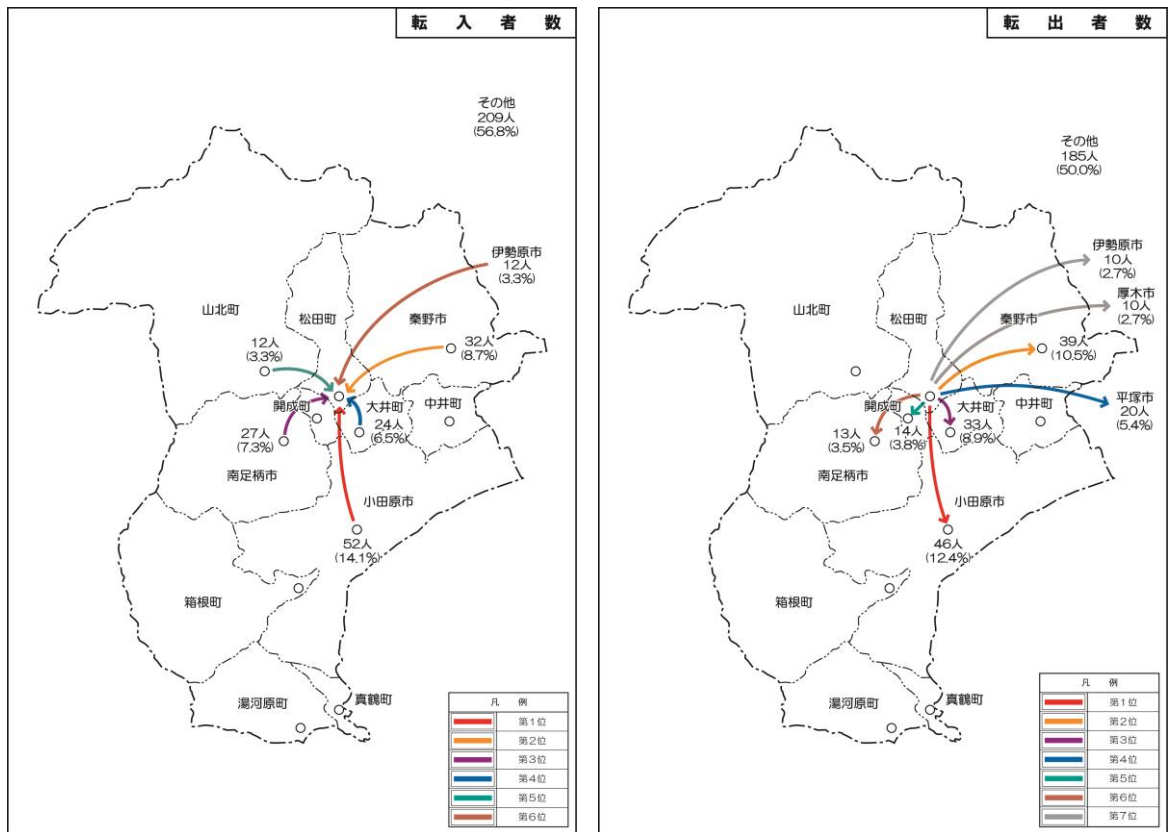 転入者数
その他
209人
(56.8%)
伊勢原市
12人
(3.3%)
山北町
松田町
秦野市
12人
(3.3%)
32人
(8.7%)
開成町
大井町
中井町
27人
(7.3%)
24人
(6.5%)
南足柄市
小田原市
52人
(14.1%)
箱根町
湯河原町
真鶴町
凡例
第1位
第2位
第3位
第4位
第5位
第6位
転出者数
その他
185人
(50.0%)
伊勢原市
10人
(2.7%)
厚木市
10人
(2.7%)
山北町
松田町
秦野市
39人
(10.5%)
平塚市
20人
(5.4%)
開成町
大井町
中井町
13人
(3.5%)
14人
(3.8%)
33人
(8.9%)
南足柄市
小田原市
46人
(12.4%)
箱根町
湯河原町
真鶴町
凡例
第1位
第2位
第3位
第4位
第5位
第6位
第7位